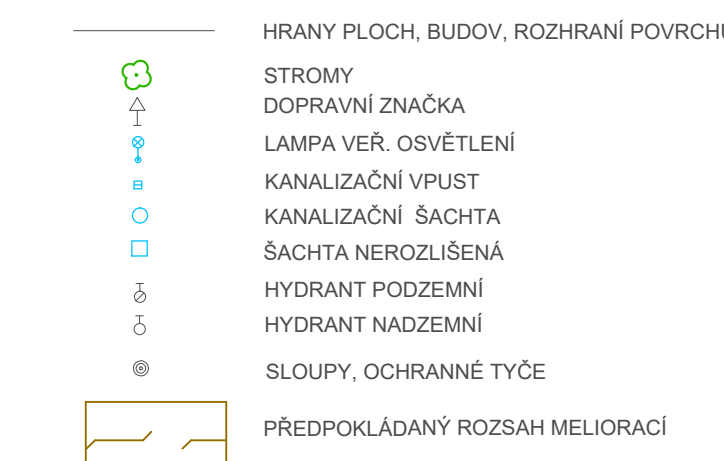 HRANY PLOCH, BUDOV, ROZHRANÍ POVRCHU
STROMY
DOPRAVNÍ ZNAČKA
LAMPA VEŘ. OSVĚTLENÍ
KANALIZAČNÍ VPUST
KANALIZAČNÍ ŠACHTA
ŠACHTA NEROZLIŠENÁ
HYDRANT PODZEMNÍ
HYDRANT NADZEMNÍ
SLOUPY, OCHRANNÉ TYČE
PŘEDPOKLÁDANÝ ROZSAH MELIORACÍ